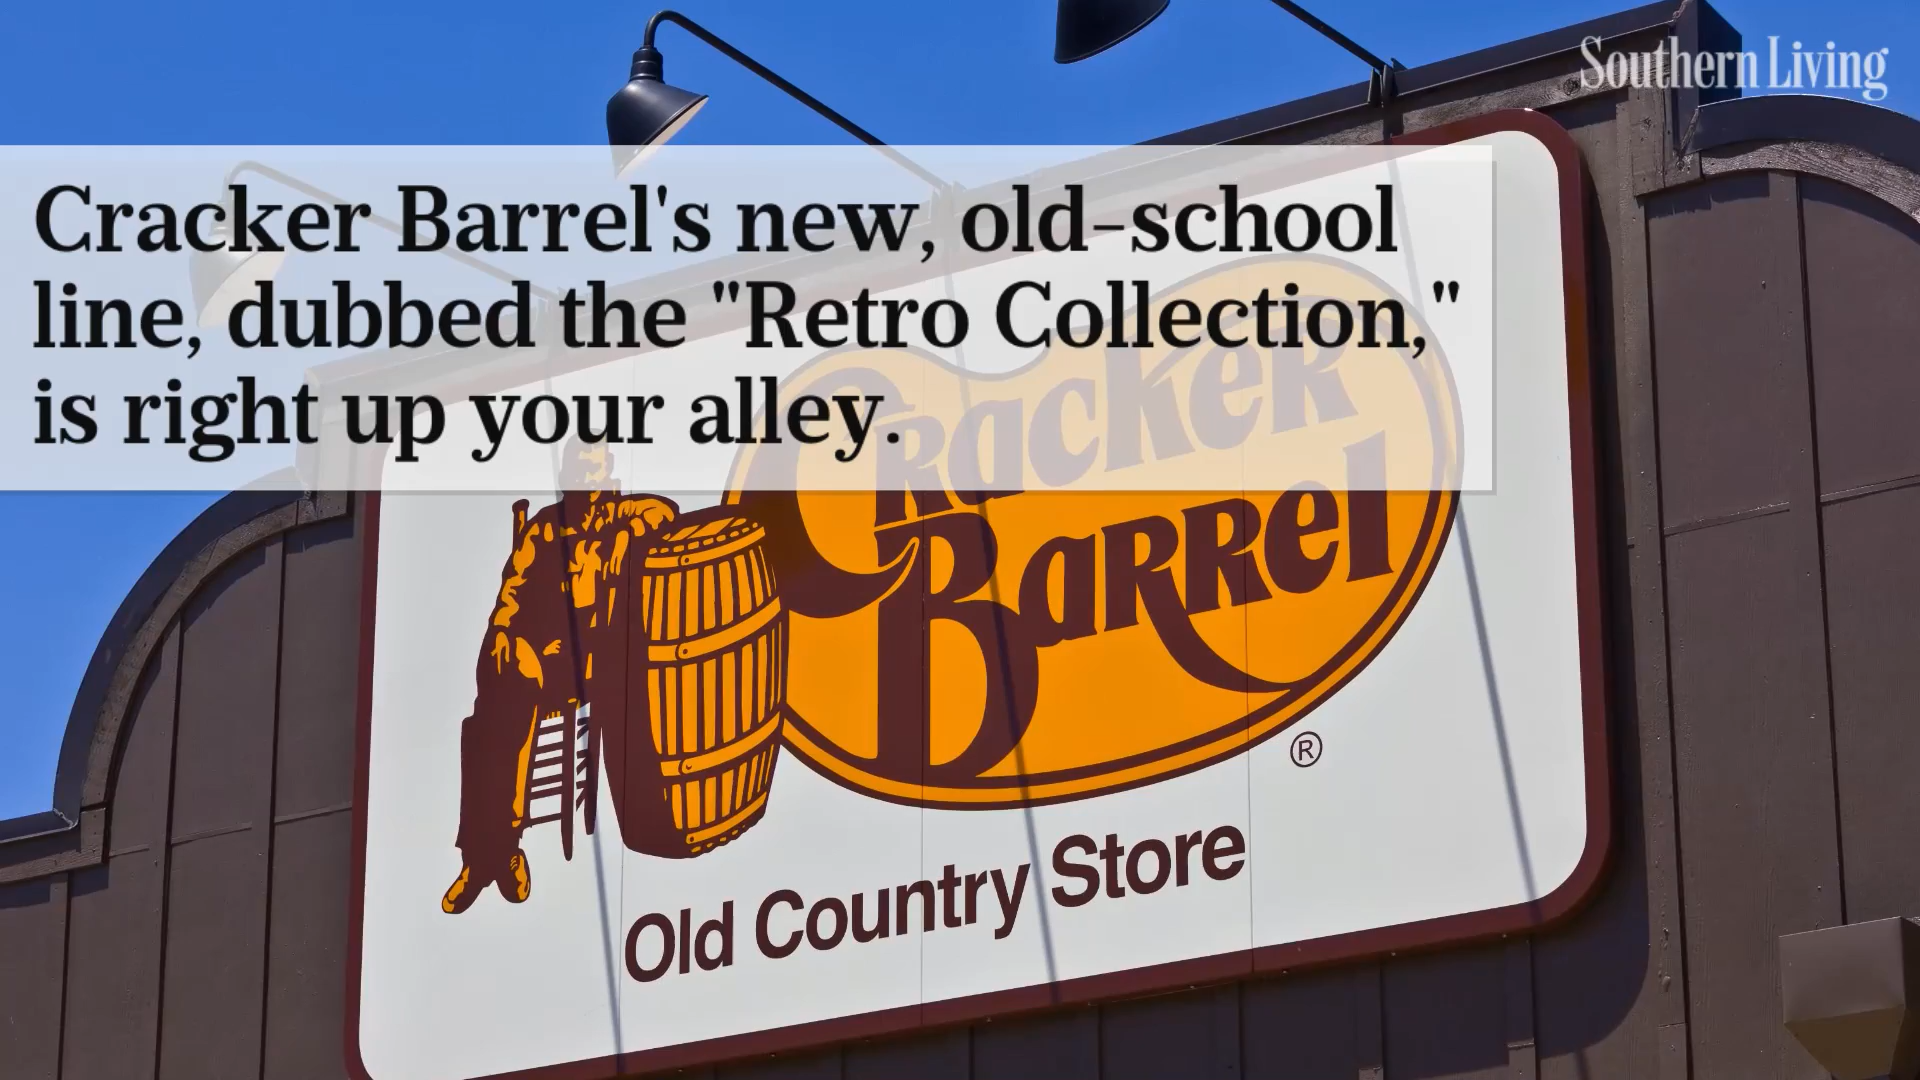 Southern Living
Cracker Barrel's new, old-school
line, dubbed the "Retro Collection,"
is right up your alley.
Cracker
Barrel
®
Old Country Store